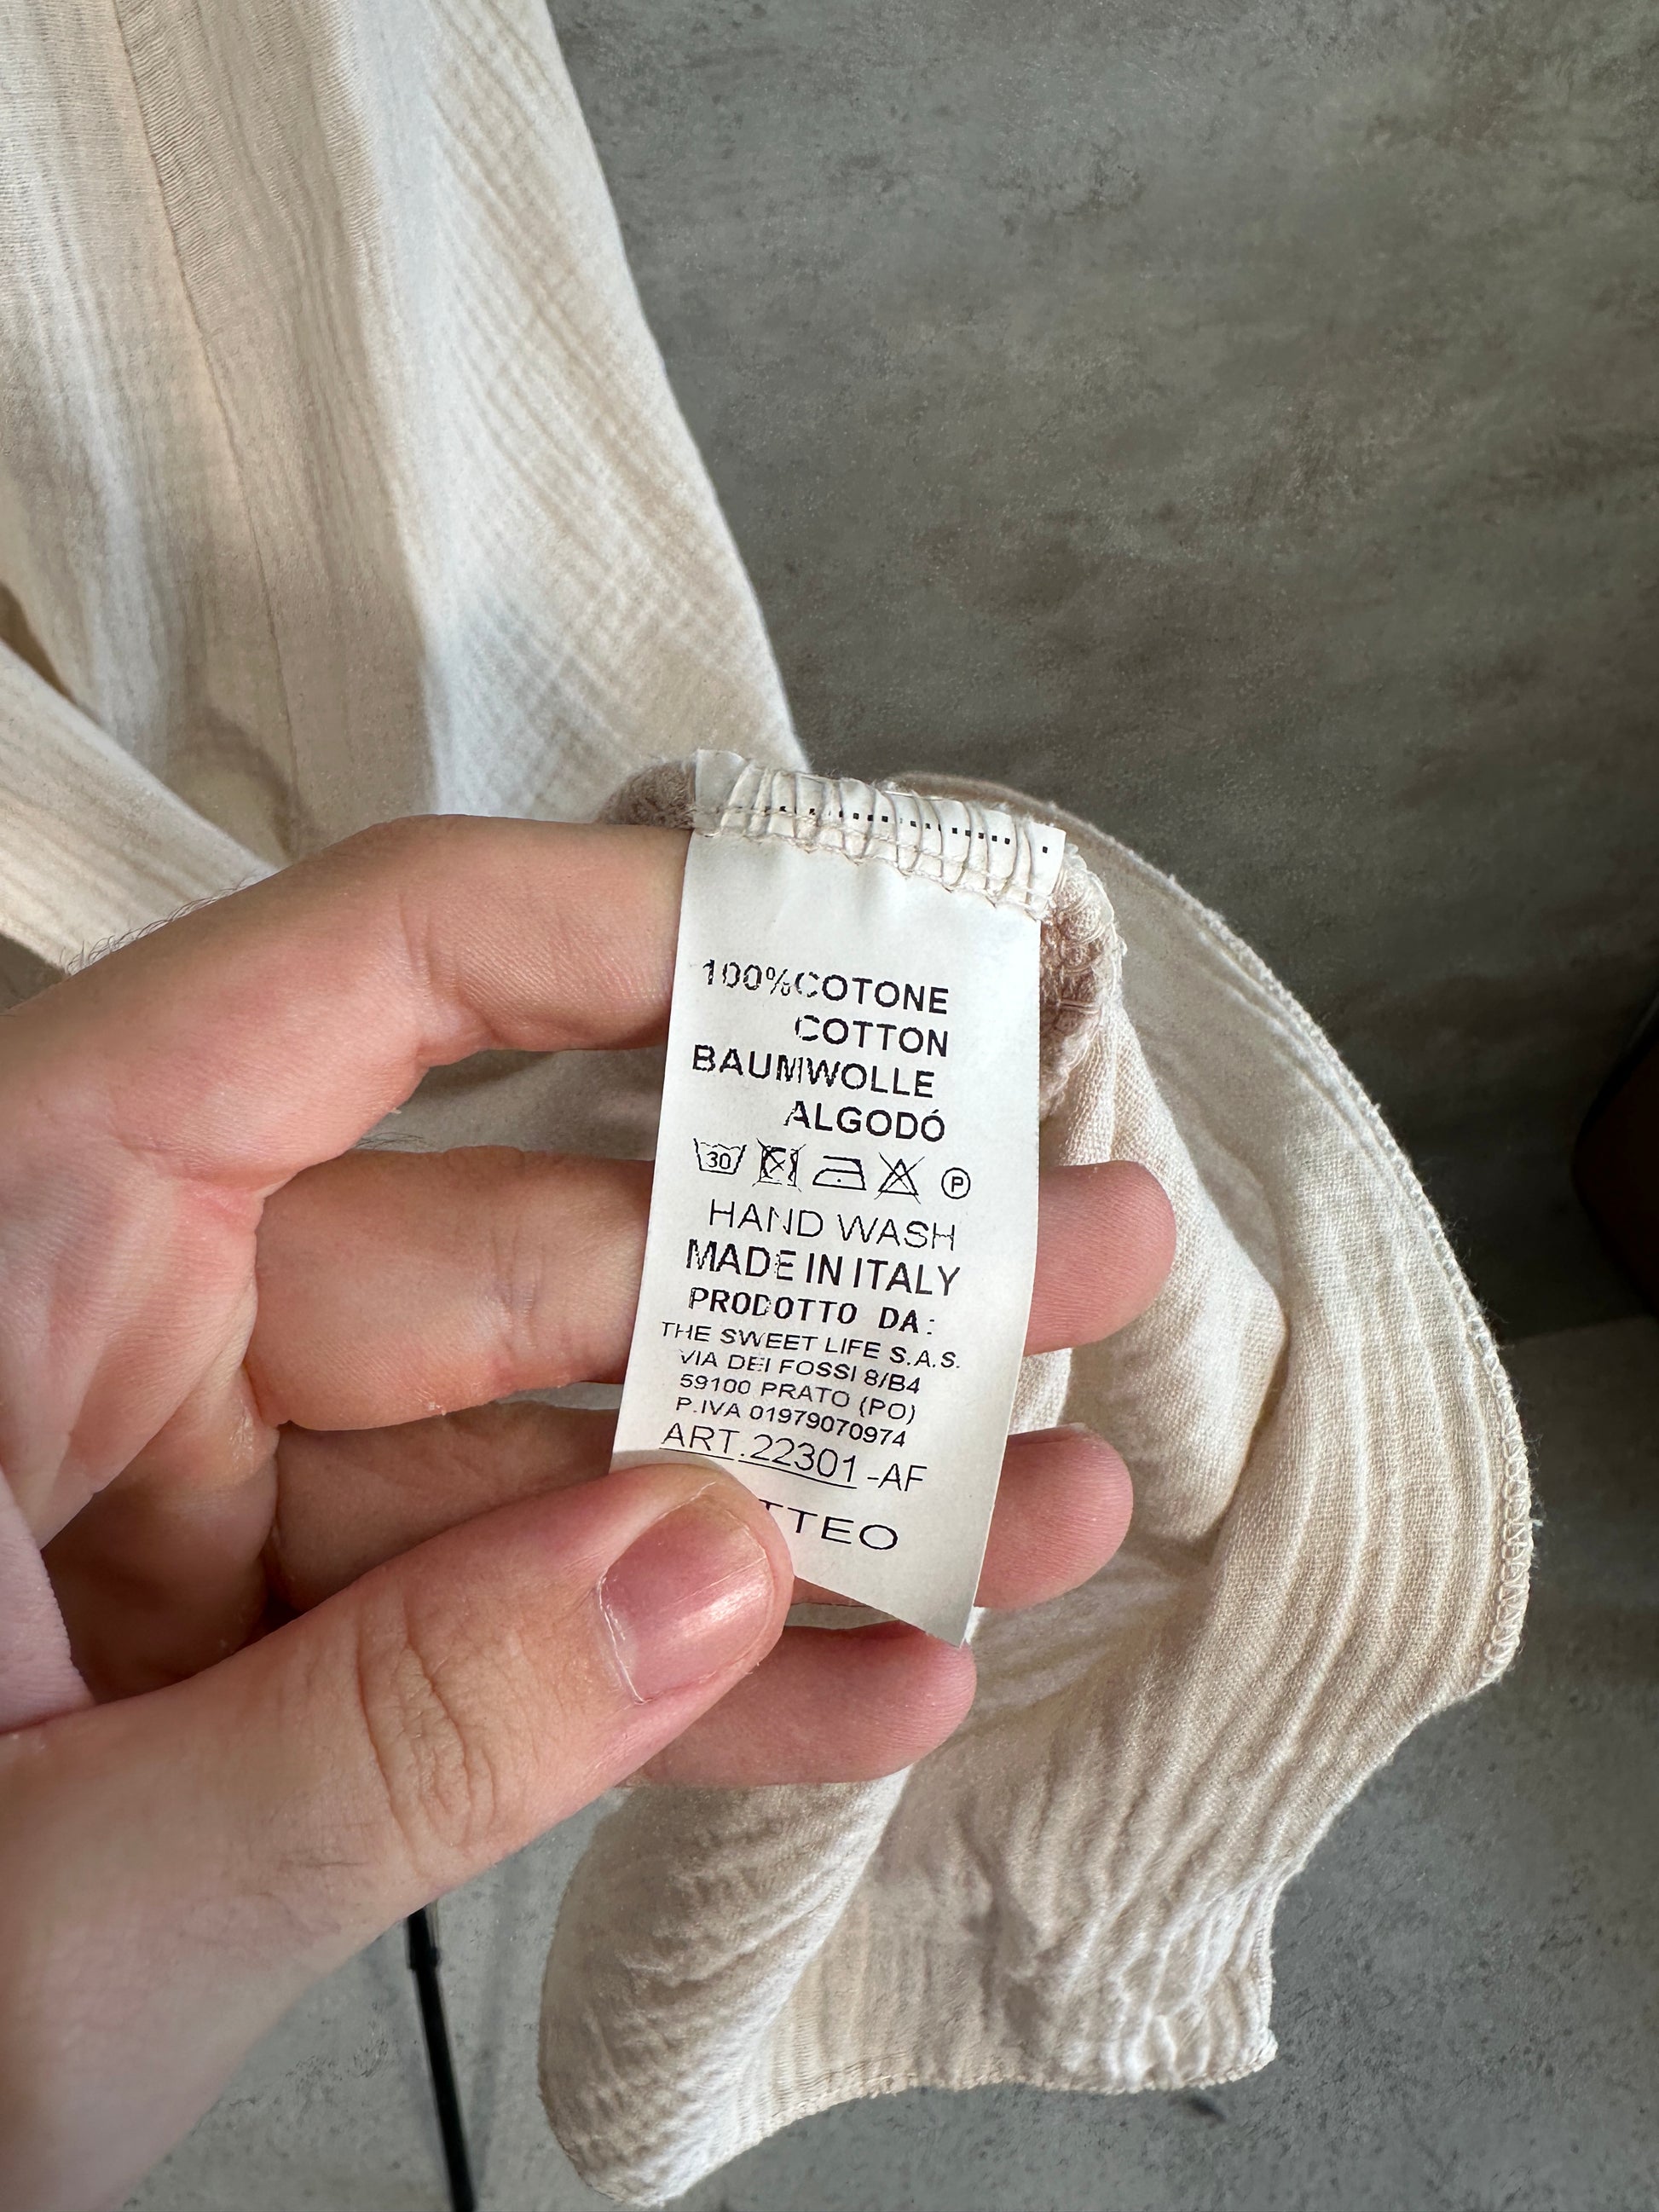 100%COTONE
COTTON
BAUMWOLLE
ALGODÓ
30 P
HAND WASH
MADE IN ITALY
PRODOTTO DA:
THE SWEET LIFE S.A.S.
VIA DEI FOSSI 8/B4
59100 PRATO (PO)
P.IVA 01979070974
ART.22301-AF